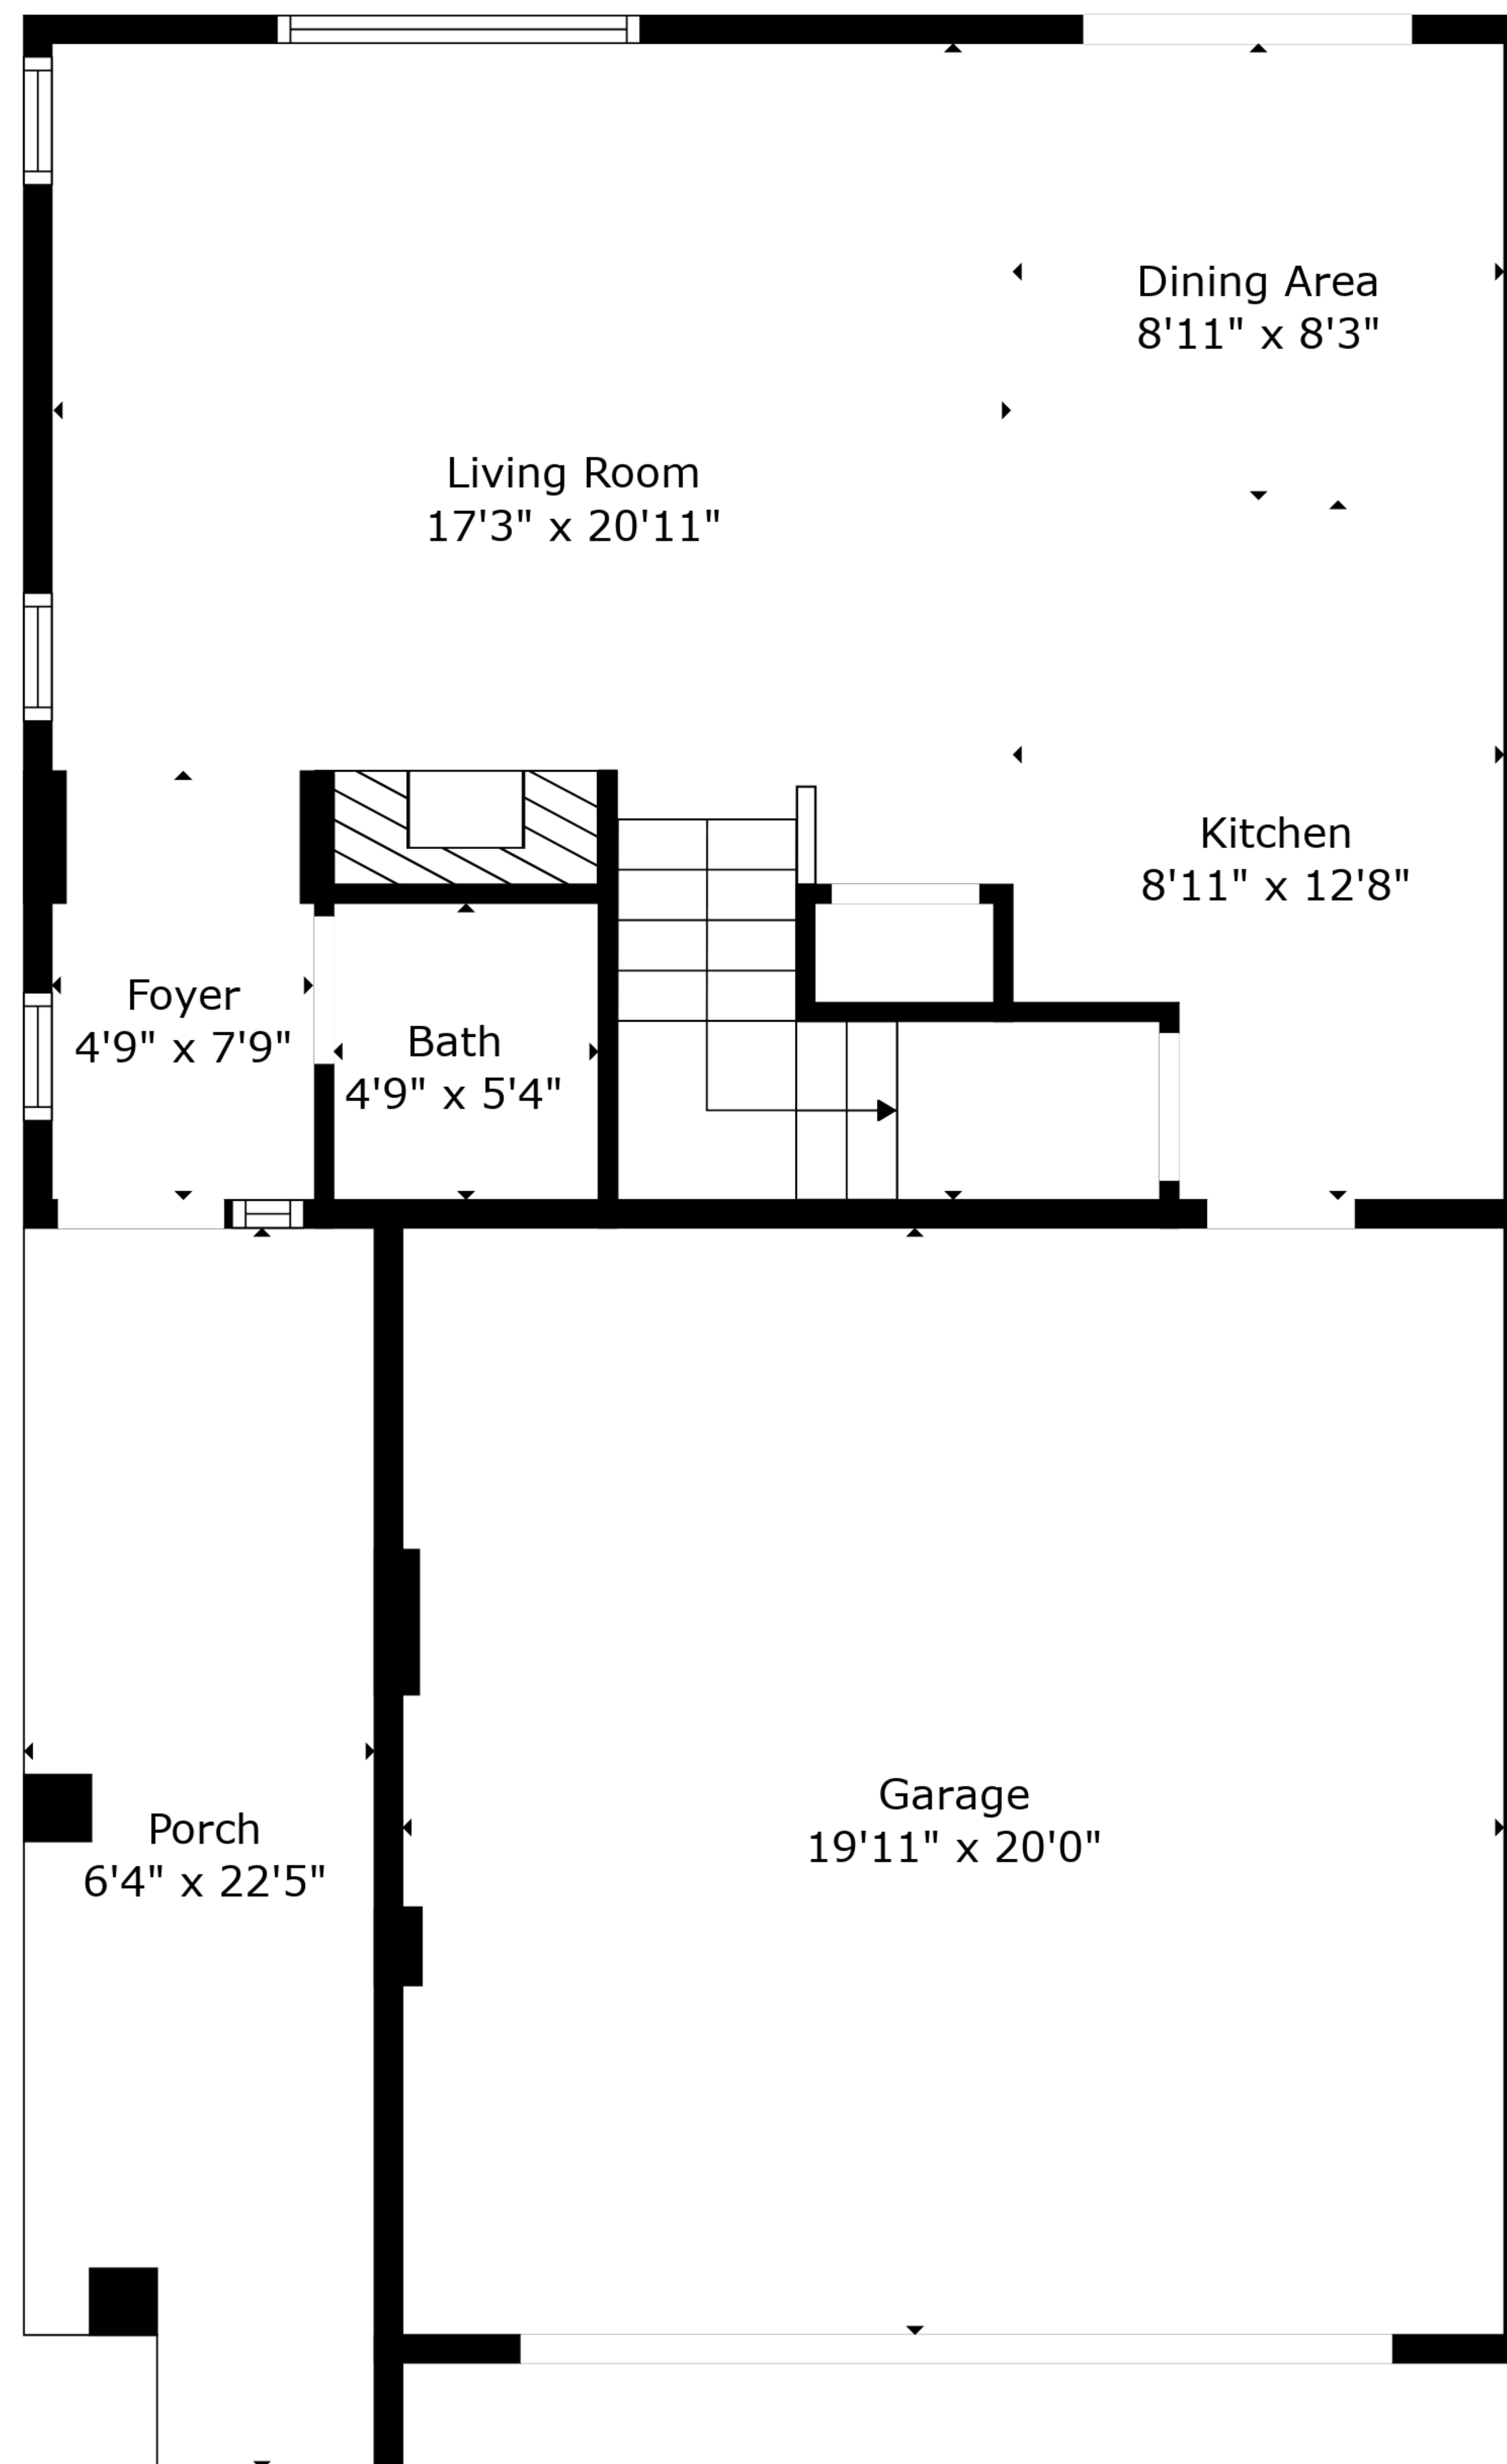 Dining Area
8'11" x 8'3"
Living Room
17'3" x 20'11"
Kitchen
8'11" x 12'8"
Foyer
4'9" x 7'9"
Bath
4'9" x 5'4"
Garage
19'11" x 20'0"
Porch
6'4" x 22'5"